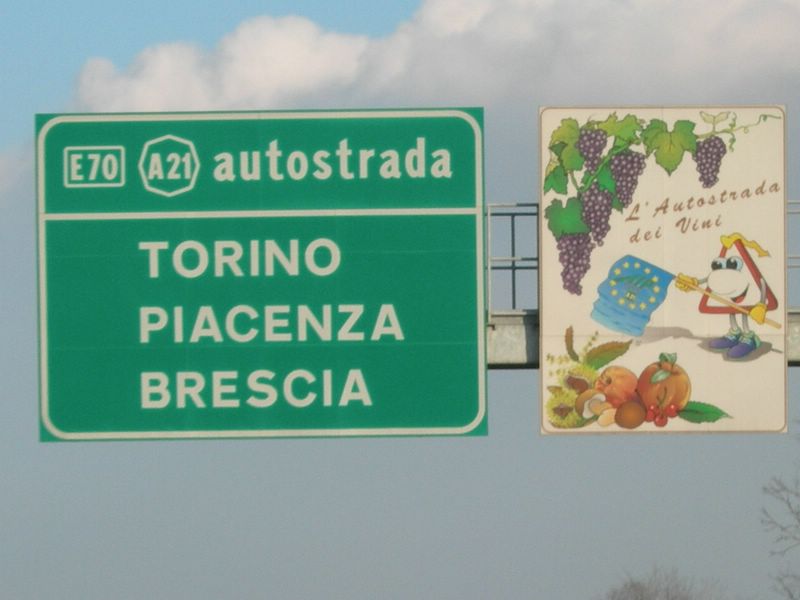 E70 A21 autostrada
TORINO
PIACENZA
BRESCIA
L'Autostrada
dei Vini